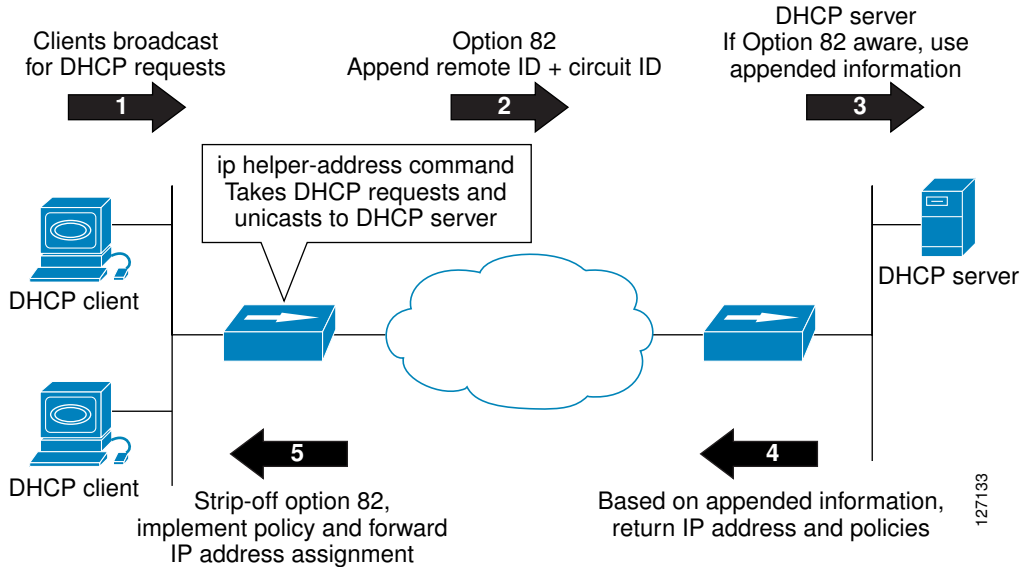 Clients broadcast
for DHCP requests
1
Option 82
Append remote ID + circuit ID
2
DHCP server
If Option 82 aware, use
appended information
3
ip helper-address command
Takes DHCP requests and
unicasts to DHCP server
DHCP client
DHCP server
DHCP client
5
Strip-off option 82,
implement policy and forward
IP address assignment
4
Based on appended information,
return IP address and policies
127133